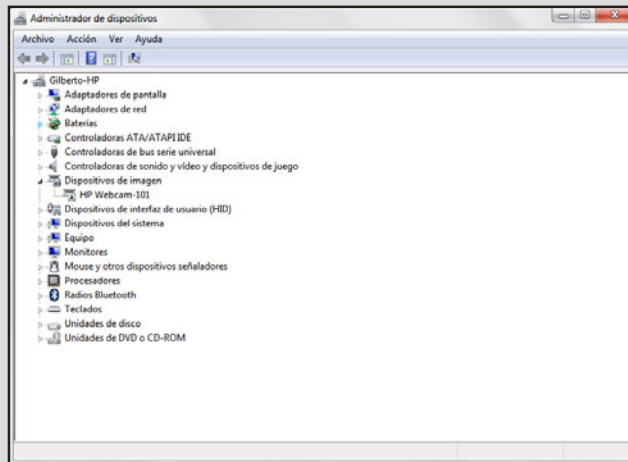 Administrador de dispositivos
Archivo Acción Ver Ayuda
Gilberto-HP
Adaptadores de pantalla
Adaptadores de red
Baterías
Controladoras ATA/ATAPI IDE
Controladoras de bus serie universal
Controladoras de sonido y vídeo y dispositivos de juego
Dispositivos de imagen
HP Webcam-101
Dispositivos de interfaz de usuario (HID)
Dispositivos del sistema
Equipo
Monitores
Mouse y otros dispositivos señaladores
Procesadores
Radios Bluetooth
Teclados
Unidades de disco
Unidades de DVD o CD-ROM